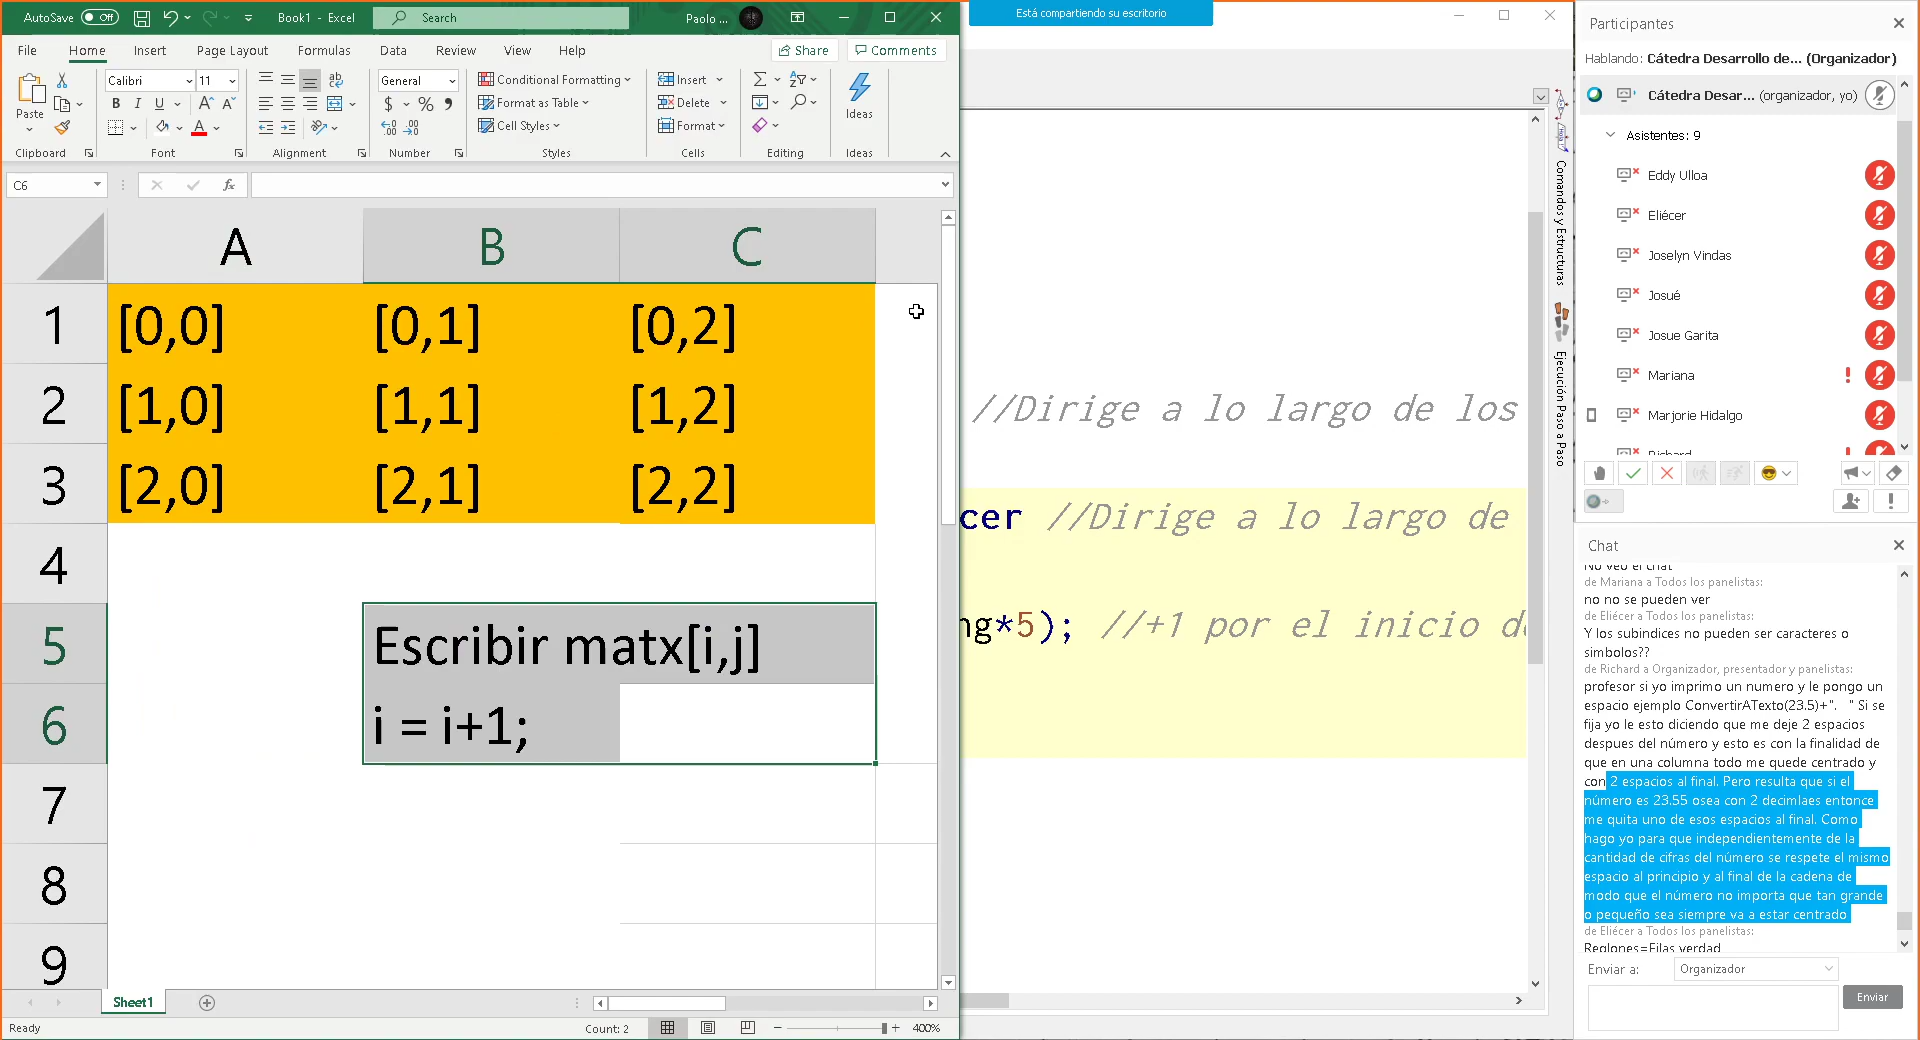 AutoSave Off Book1 - Excel Search Paolo ...
File Home Insert Page Layout Formulas Data Review View Help Share Comments
Paste
Clipboard
Calibri 11
B I U A A
A
Font
ab
Alignment
General
$ % 9
Number
Conditional Formatting
Format as Table
Cell Styles
Styles
Insert
Delete
Format
Cells
Editing
Ideas
Ideas
C6 fx
A B C
1 [0,0] [0,1] [0,2]
2 [1,0] [1,1] [1,2]
3 [2,0] [2,1] [2,2]
4
5 Escribir matx[i,j]
6 i = i+1;
7
8
9
Sheet1
Ready Count: 2 400%
Está compartiendo su escritorio
//Dirige a lo largo de los
cer //Dirige a lo largo de
ng*5); //+1 por el inicio de
Comandos y Estructuras
Ejecución Paso a Paso
Participantes
Hablando: Cátedra Desarrollo de... (Organizador)
Cátedra Desar... (organizador, yo)
Asistentes: 9
Eddy Ulloa
Eliécer
Joselyn Vindas
Josué
Josue Garita
Mariana
Marjorie Hidalgo
Richard
Chat
No veo el chat
de Mariana a Todos los panelistas:
no no se pueden ver
de Eliécer a Todos los panelistas:
Y los subindices no pueden ser caracteres o
simbolos??
de Richard a Organizador, presentador y panelistas:
profesor si yo imprimo un numero y le pongo un
espacio ejemplo ConvertirATexto(23.5)+". " Si se
fija yo le esto diciendo que me deje 2 espacios
despues del número y esto es con la finalidad de
que en una columna todo me quede centrado y
con 2 espacios al final. Pero resulta que si el
número es 23.55 osea con 2 decimlaes entonce
me quita uno de esos espacios al final. Como
hago yo para que independientemente de la
cantidad de cifras del número se respete el mismo
espacio al principio y al final de la cadena de
modo que el número no importa que tan grande
o pequeño sea siempre va a estar centrado
de Eliécer a Todos los panelistas:
Reglones=Filas verdad
Enviar a: Organizador
Enviar